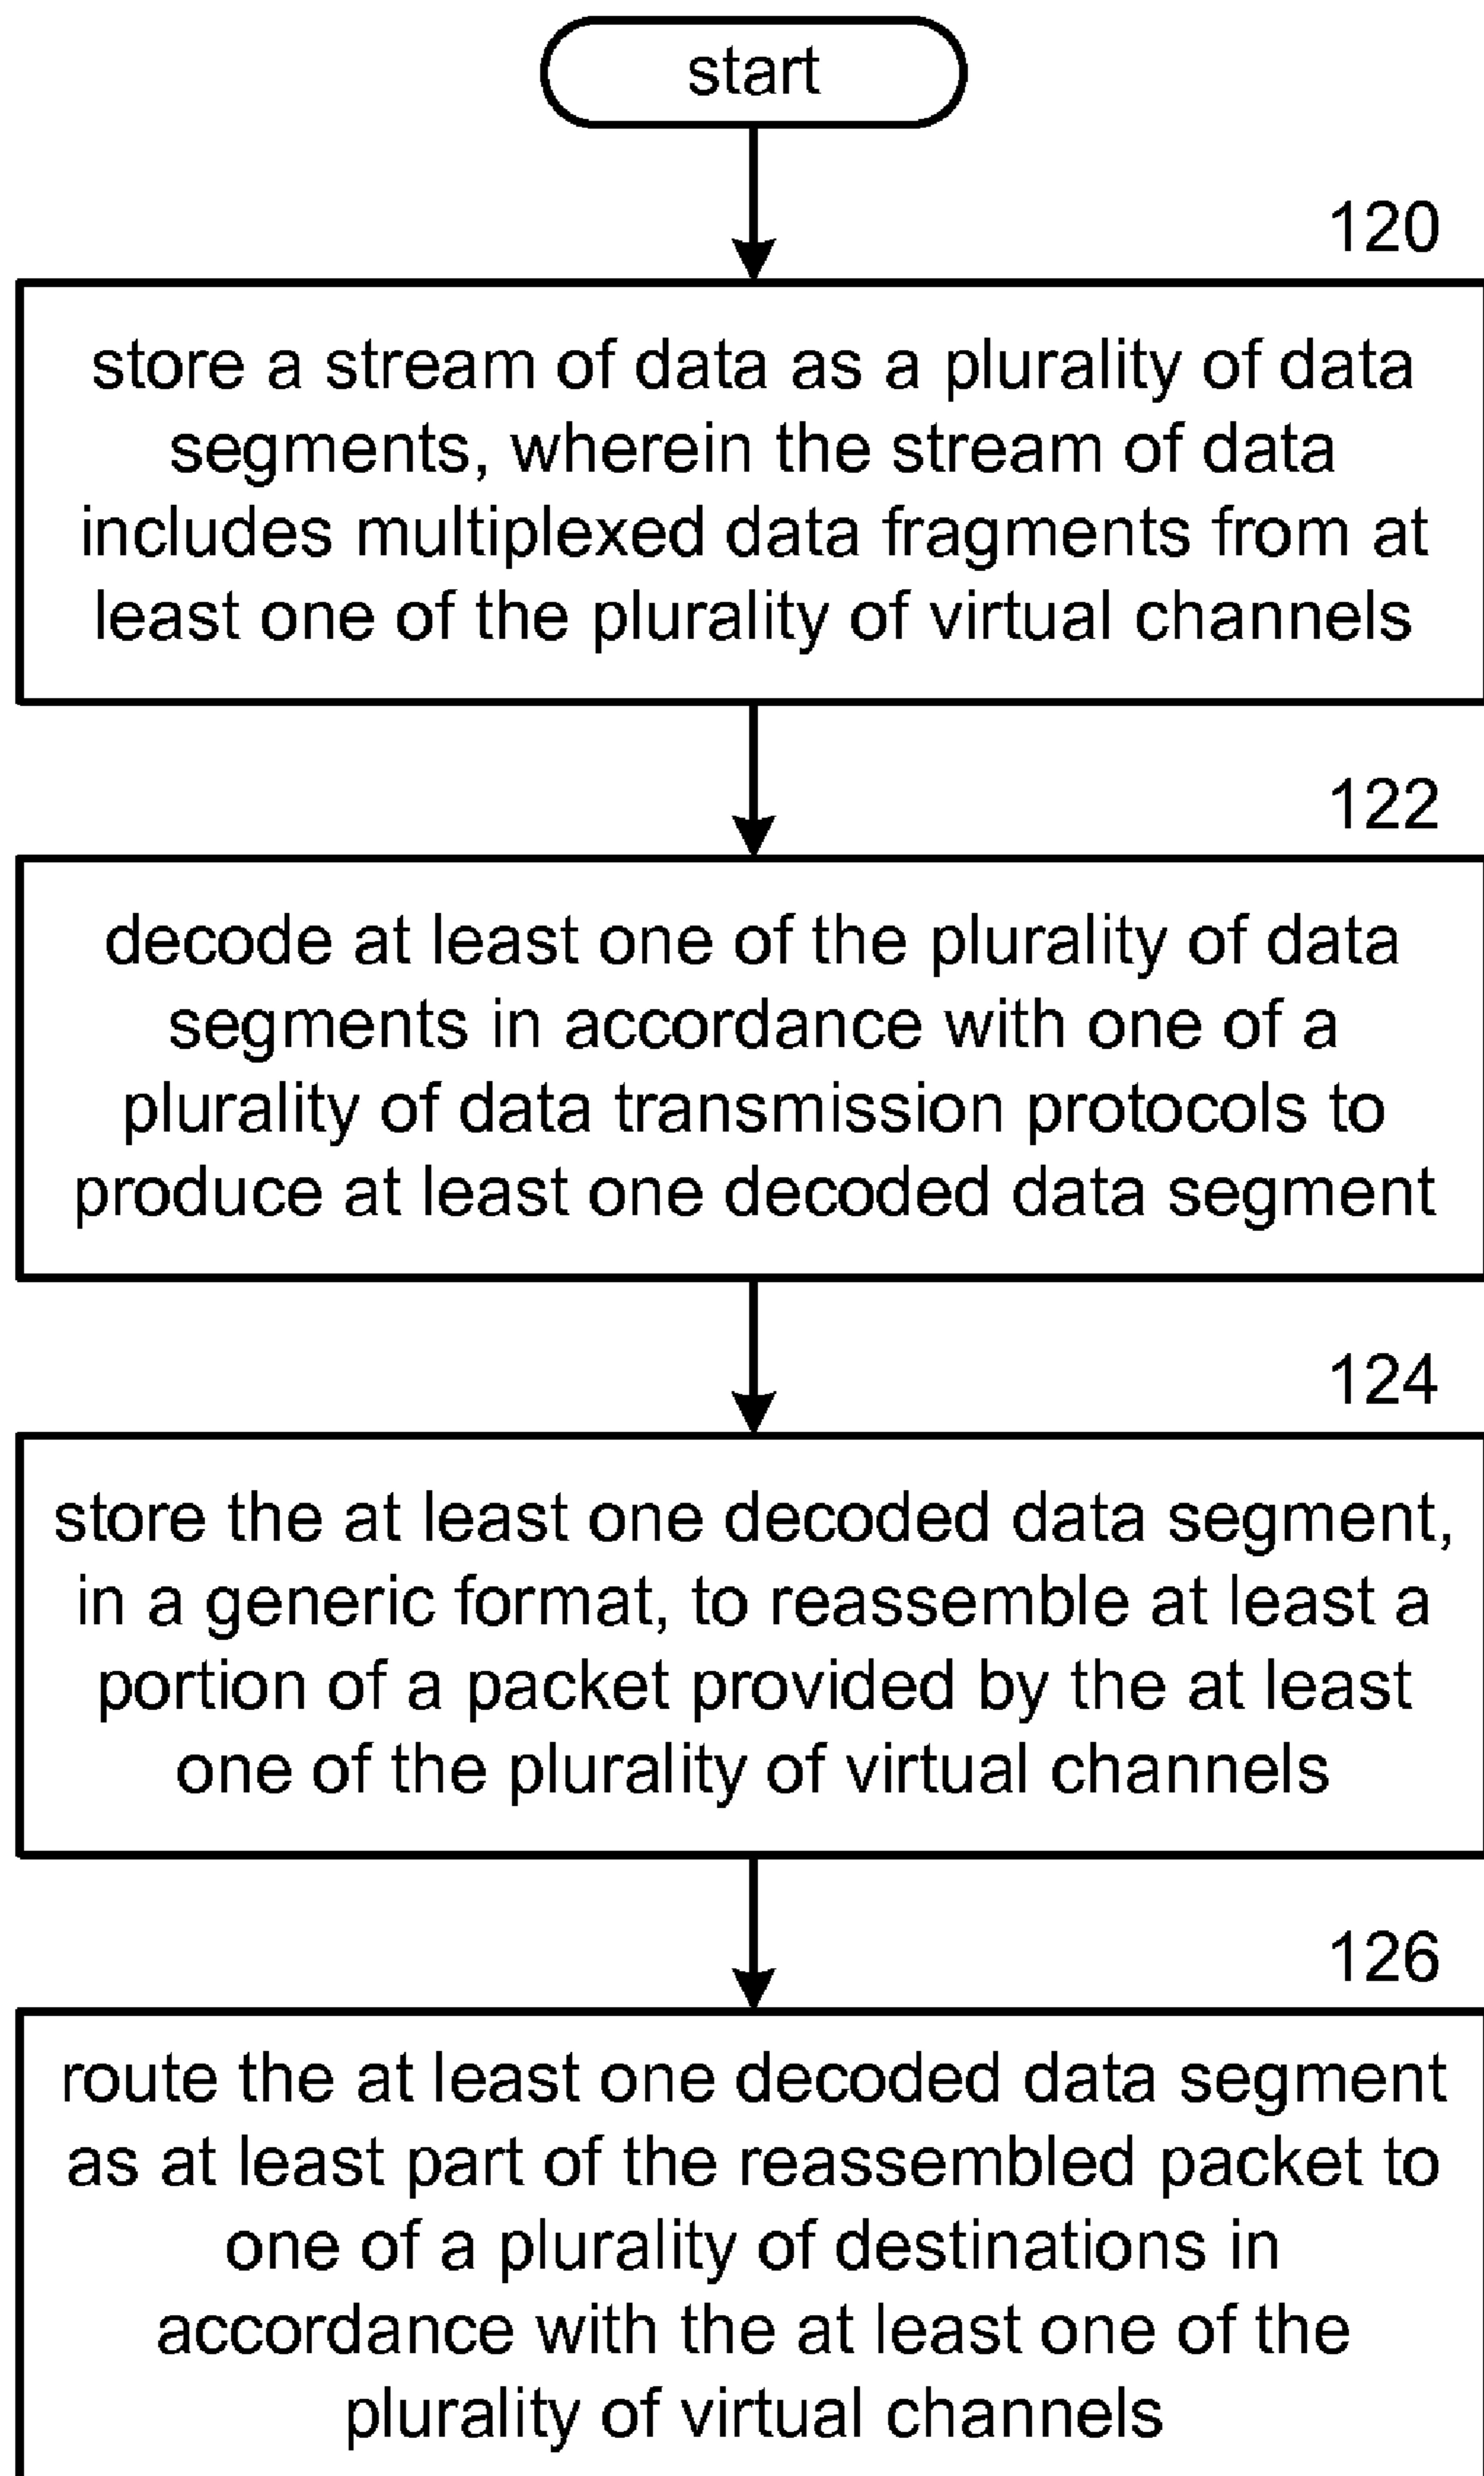 start
120
store a stream of data as a plurality of data
segments, wherein the stream of data
includes multiplexed data fragments from at
least one of the plurality of virtual channels
122
decode at least one of the plurality of data
segments in accordance with one of a
plurality of data transmission protocols to
produce at least one decoded data segment
124
store the at least one decoded data segment,
in a generic format, to reassemble at least a
portion of a packet provided by the at least
one of the plurality of virtual channels
126
route the at least one decoded data segment
as at least part of the reassembled packet to
one of a plurality of destinations in
accordance with the at least one of the
plurality of virtual channels